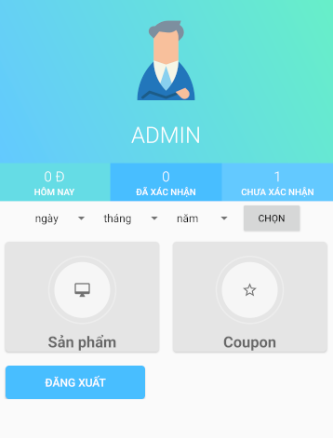 ADMIN
0 Đ 0 1
HÔM NAY ĐÃ XÁC NHẬN CHƯA XÁC NHẬN
ngày tháng năm CHỌN
Sản phẩm Coupon
ĐĂNG XUẤT